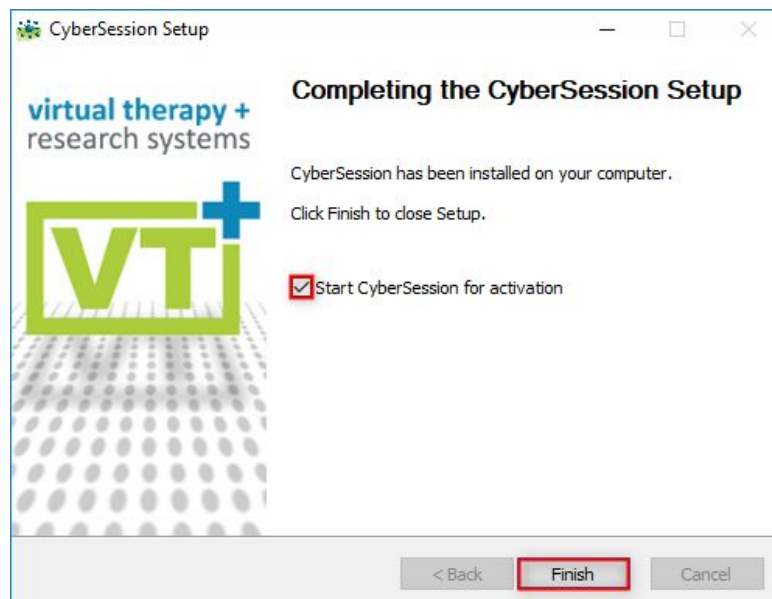 CyberSession Setup
virtual therapy +
research systems
VT+
Completing the CyberSession Setup
CyberSession has been installed on your computer.
Click Finish to close Setup.
Start CyberSession for activation
< Back
Finish
Cancel